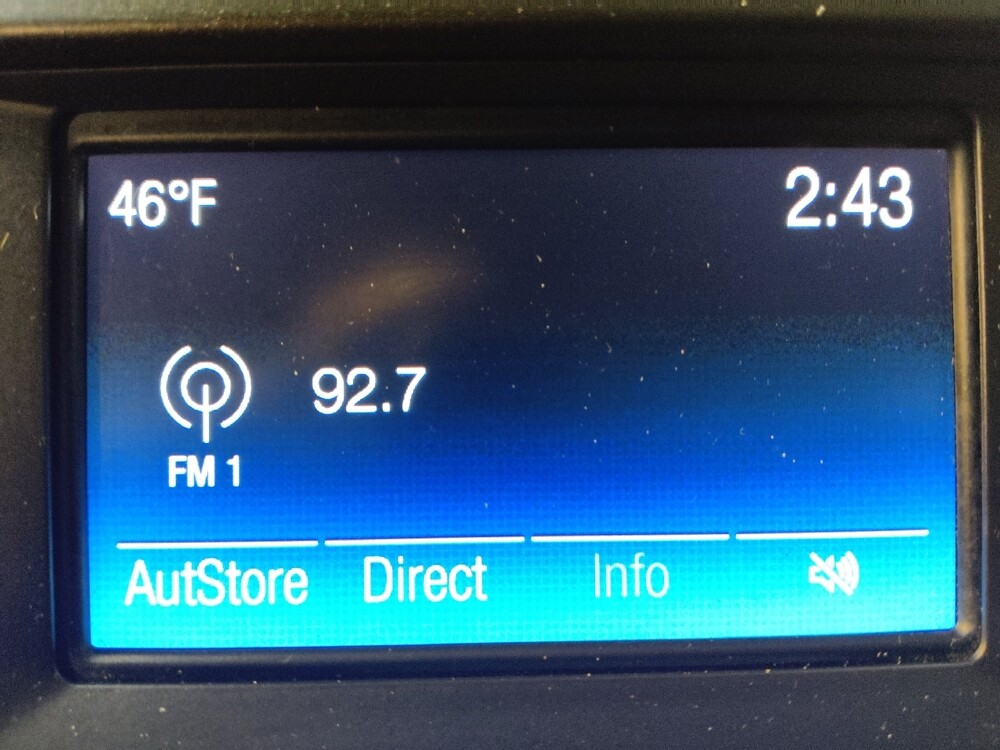 46°F 2:43
92.7
FM 1
AutStore Direct Info